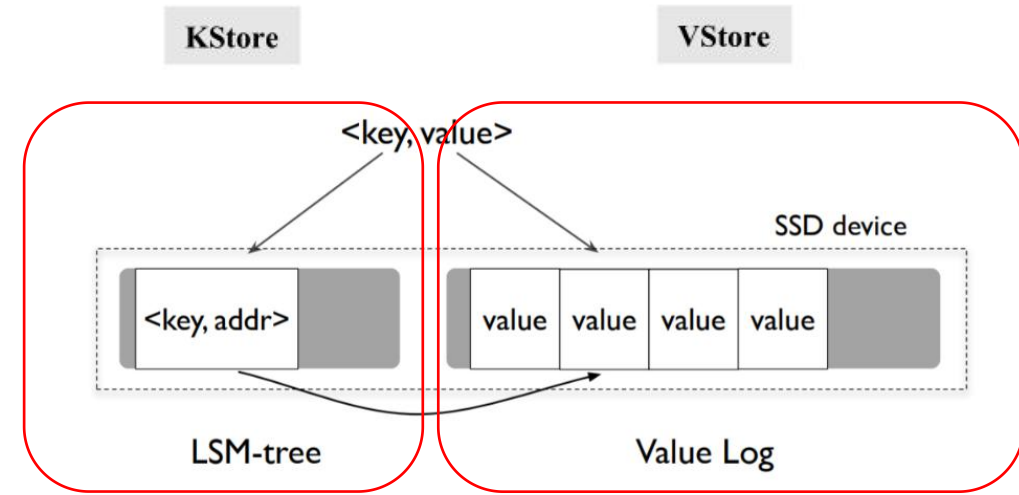 KStore
VStore
<key, value>
SSD device
<key, addr>
value
value
value
value
LSM-tree
Value Log